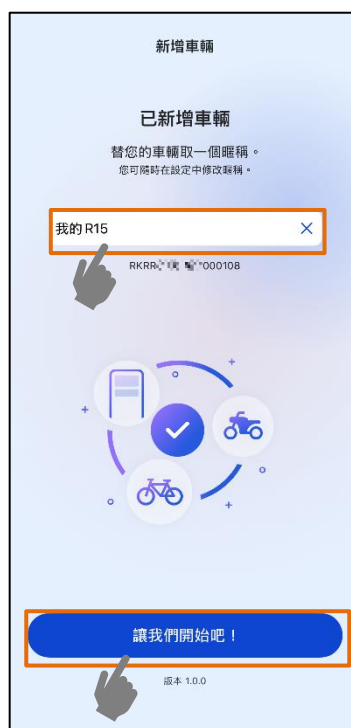 新增車輛
已新增車輛
替您的車輛取一個暱稱。
您可隨時在設定中修改暱稱。
我的 R15
RKRR 000108
讓我們開始吧！
版本 1.0.0